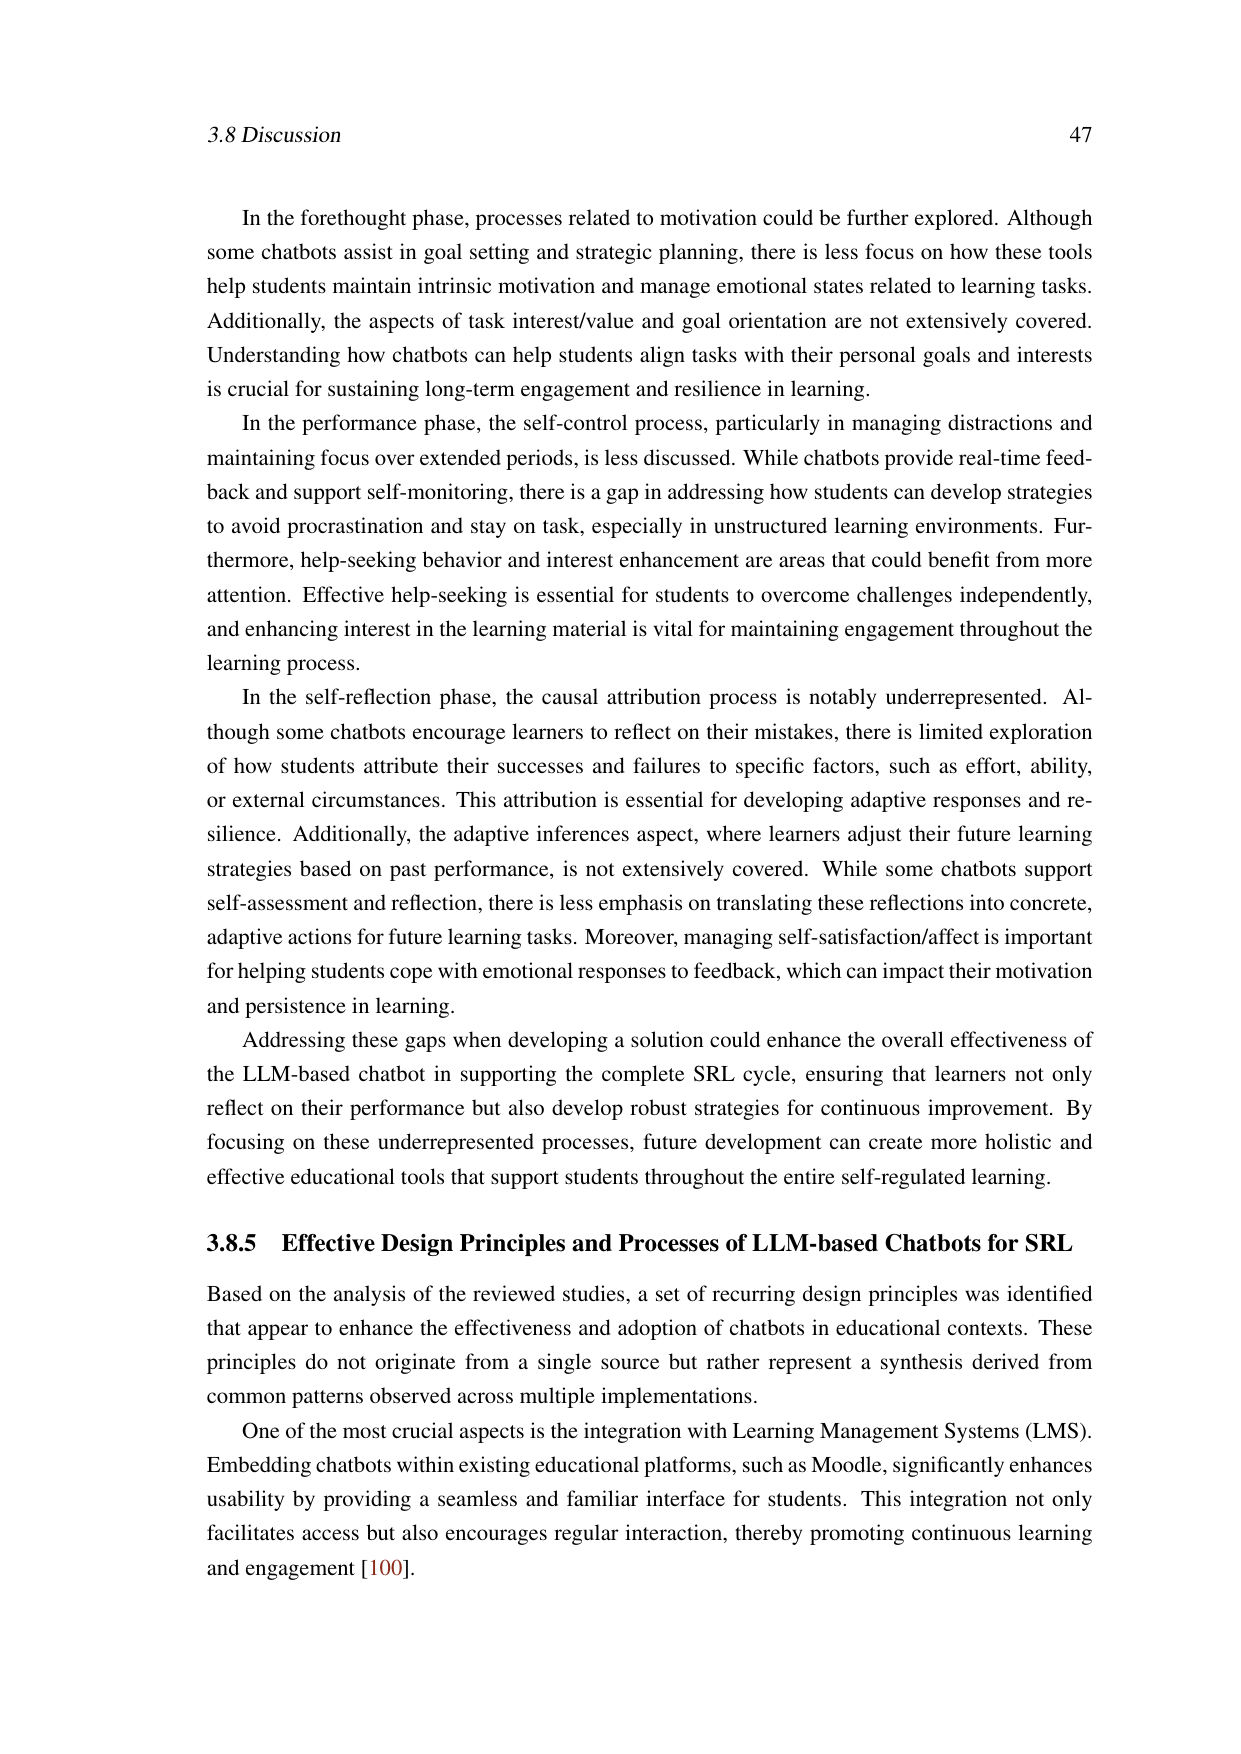 3.8 Discussion 47
In the forethought phase, processes related to motivation could be further explored. Although
some chatbots assist in goal setting and strategic planning, there is less focus on how these tools
help students maintain intrinsic motivation and manage emotional states related to learning tasks.
Additionally, the aspects of task interest/value and goal orientation are not extensively covered.
Understanding how chatbots can help students align tasks with their personal goals and interests
is crucial for sustaining long-term engagement and resilience in learning.
In the performance phase, the self-control process, particularly in managing distractions and
maintaining focus over extended periods, is less discussed. While chatbots provide real-time feed-
back and support self-monitoring, there is a gap in addressing how students can develop strategies
to avoid procrastination and stay on task, especially in unstructured learning environments. Fur-
thermore, help-seeking behavior and interest enhancement are areas that could benefit from more
attention. Effective help-seeking is essential for students to overcome challenges independently,
and enhancing interest in the learning material is vital for maintaining engagement throughout the
learning process.
In the self-reflection phase, the causal attribution process is notably underrepresented. Al-
though some chatbots encourage learners to reflect on their mistakes, there is limited exploration
of how students attribute their successes and failures to specific factors, such as effort, ability,
or external circumstances. This attribution is essential for developing adaptive responses and re-
silience. Additionally, the adaptive inferences aspect, where learners adjust their future learning
strategies based on past performance, is not extensively covered. While some chatbots support
self-assessment and reflection, there is less emphasis on translating these reflections into concrete,
adaptive actions for future learning tasks. Moreover, managing self-satisfaction/affect is important
for helping students cope with emotional responses to feedback, which can impact their motivation
and persistence in learning.
Addressing these gaps when developing a solution could enhance the overall effectiveness of
the LLM-based chatbot in supporting the complete SRL cycle, ensuring that learners not only
reflect on their performance but also develop robust strategies for continuous improvement. By
focusing on these underrepresented processes, future development can create more holistic and
effective educational tools that support students throughout the entire self-regulated learning.
3.8.5 Effective Design Principles and Processes of LLM-based Chatbots for SRL
Based on the analysis of the reviewed studies, a set of recurring design principles was identified
that appear to enhance the effectiveness and adoption of chatbots in educational contexts. These
principles do not originate from a single source but rather represent a synthesis derived from
common patterns observed across multiple implementations.
One of the most crucial aspects is the integration with Learning Management Systems (LMS).
Embedding chatbots within existing educational platforms, such as Moodle, significantly enhances
usability by providing a seamless and familiar interface for students. This integration not only
facilitates access but also encourages regular interaction, thereby promoting continuous learning
and engagement [100].